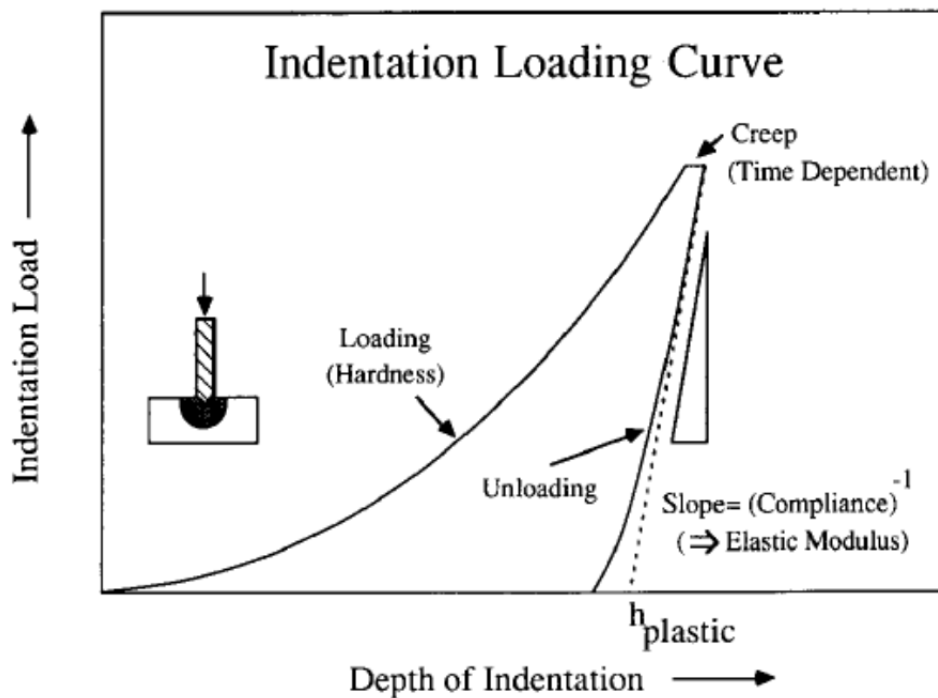 Indentation Loading Curve
Creep
(Time Dependent)
Indentation Load
Loading
(Hardness)
Unloading
Slope= (Compliance)-1
(⇒ Elastic Modulus)
hplastic
Depth of Indentation